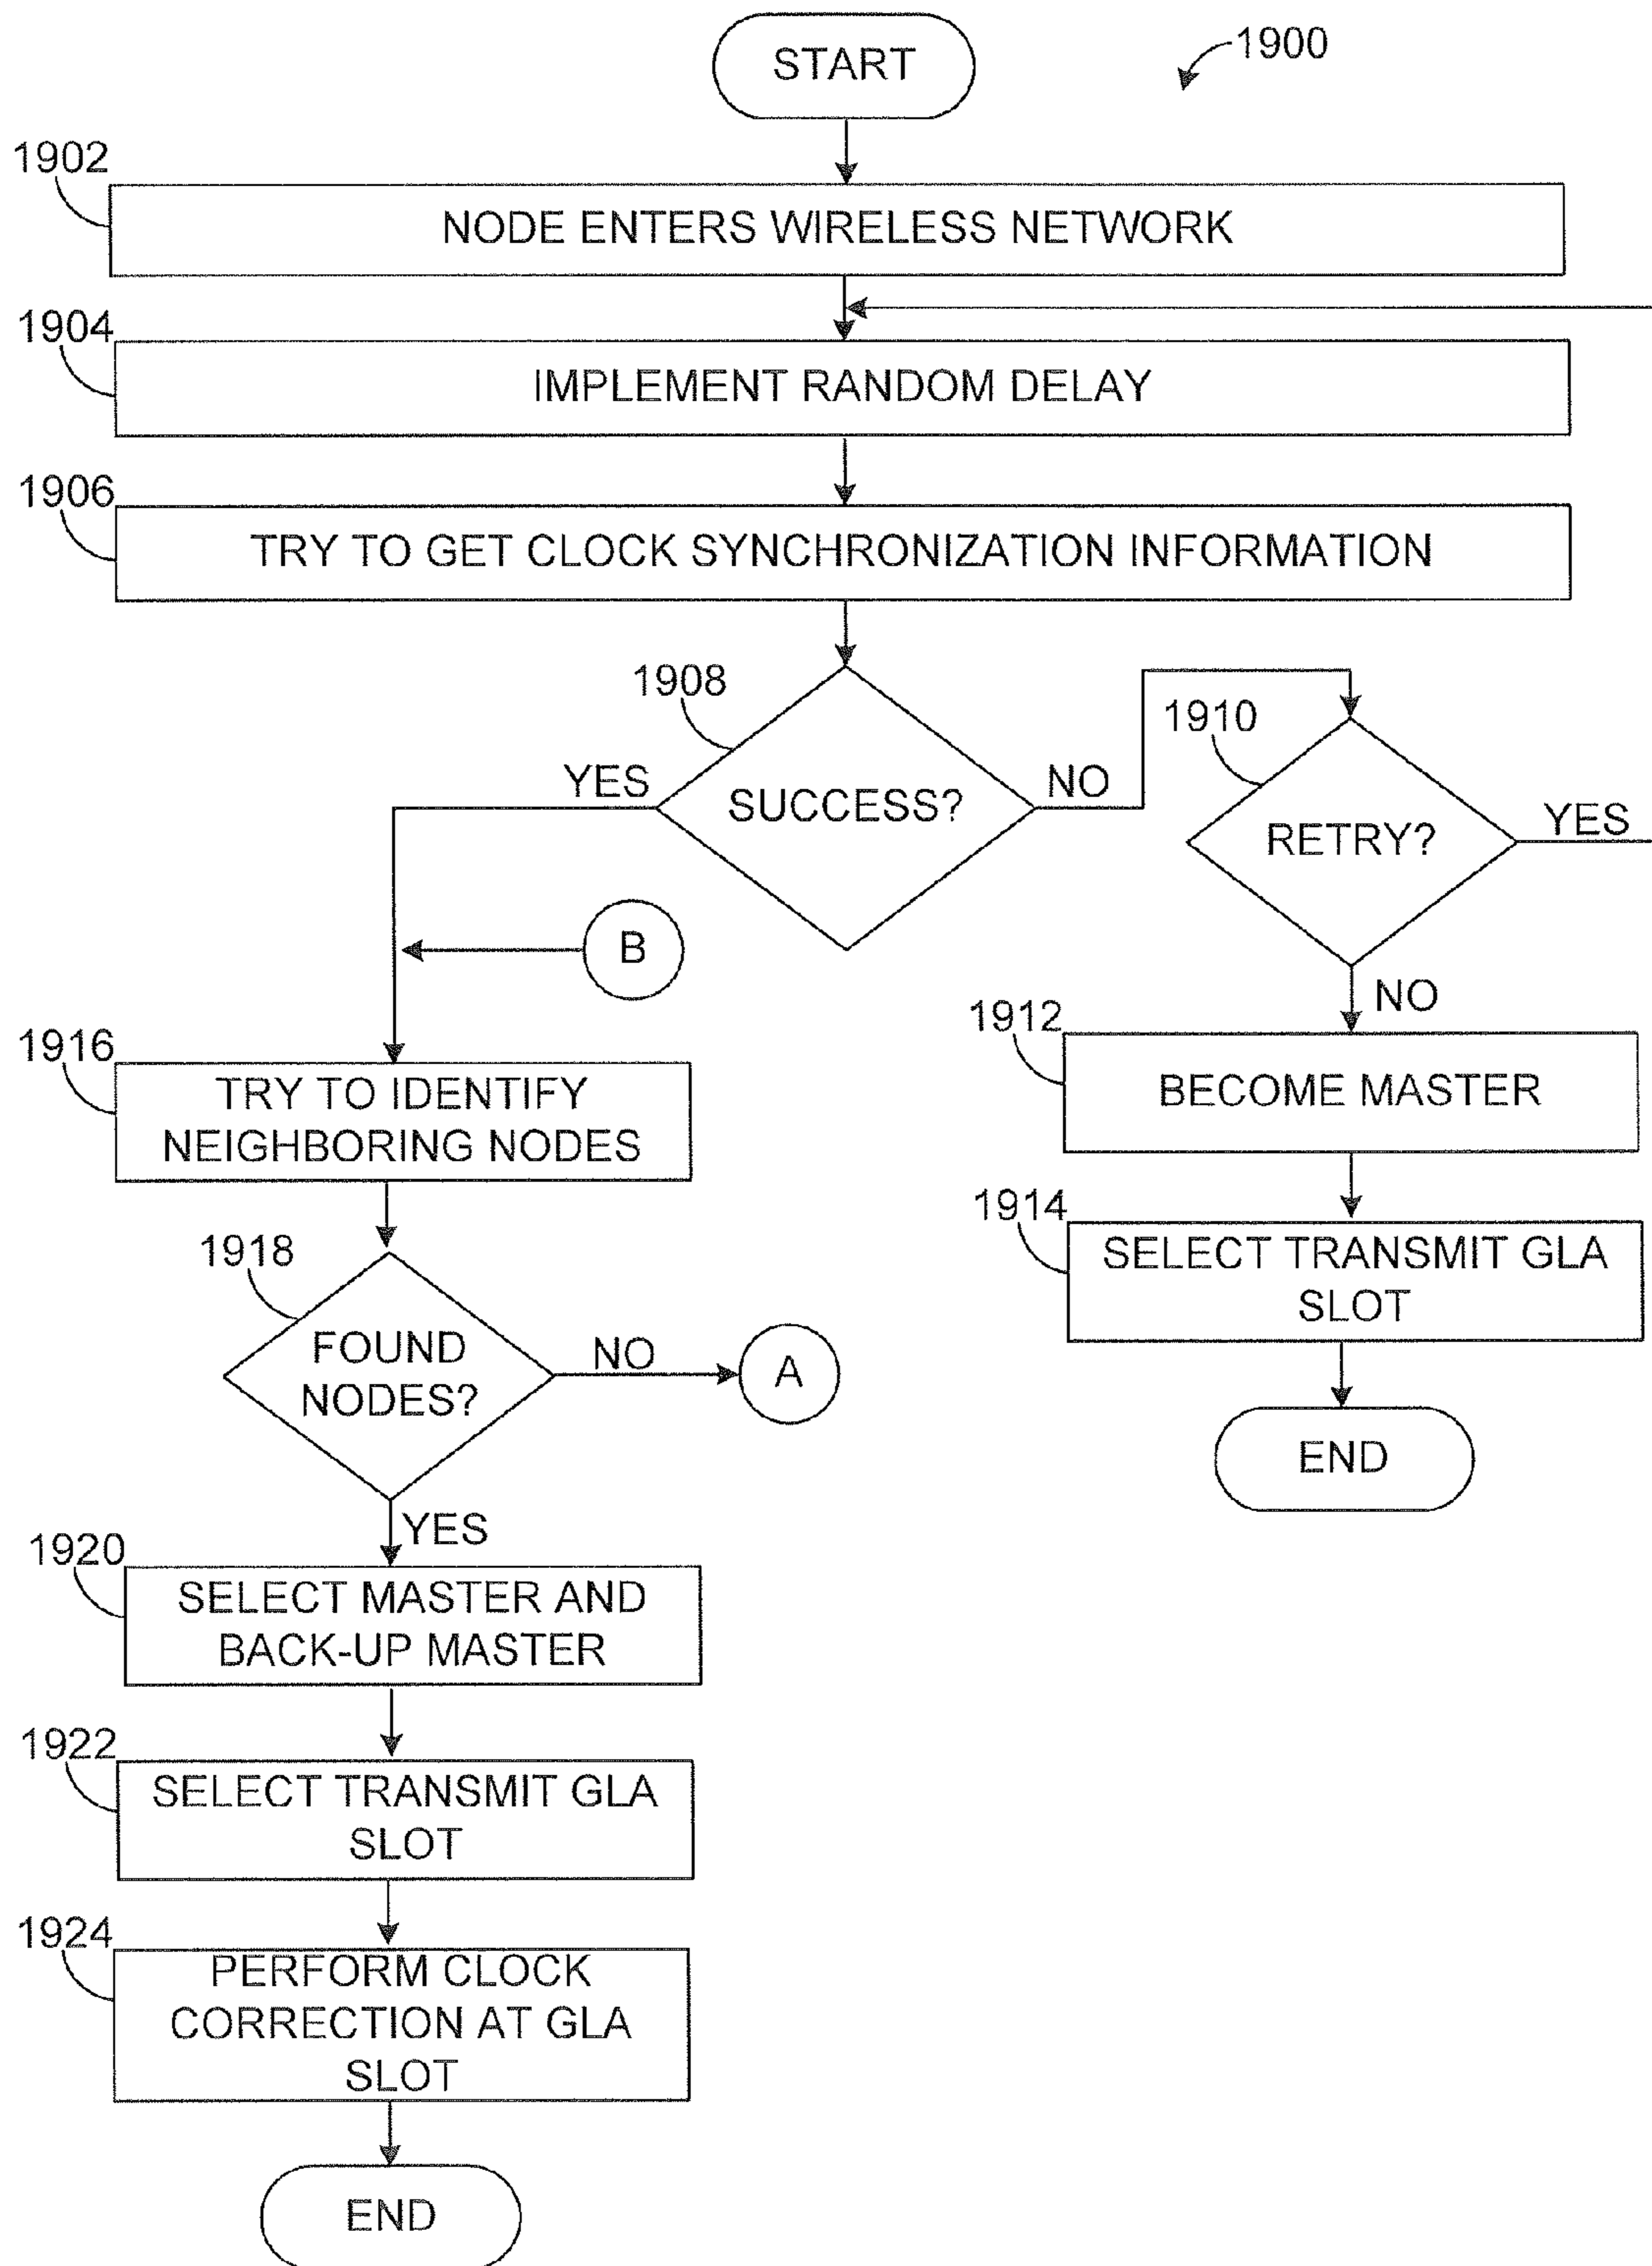 START
1900
1902
NODE ENTERS WIRELESS NETWORK
1904
IMPLEMENT RANDOM DELAY
1906
TRY TO GET CLOCK SYNCHRONIZATION INFORMATION
1908
SUCCESS?
YES
NO
1910
RETRY?
YES
NO
B
1912
BECOME MASTER
1914
SELECT TRANSMIT GLA
SLOT
END
1916
TRY TO IDENTIFY
NEIGHBORING NODES
1918
FOUND
NODES?
NO
A
YES
1920
SELECT MASTER AND
BACK-UP MASTER
1922
SELECT TRANSMIT GLA
SLOT
1924
PERFORM CLOCK
CORRECTION AT GLA
SLOT
END